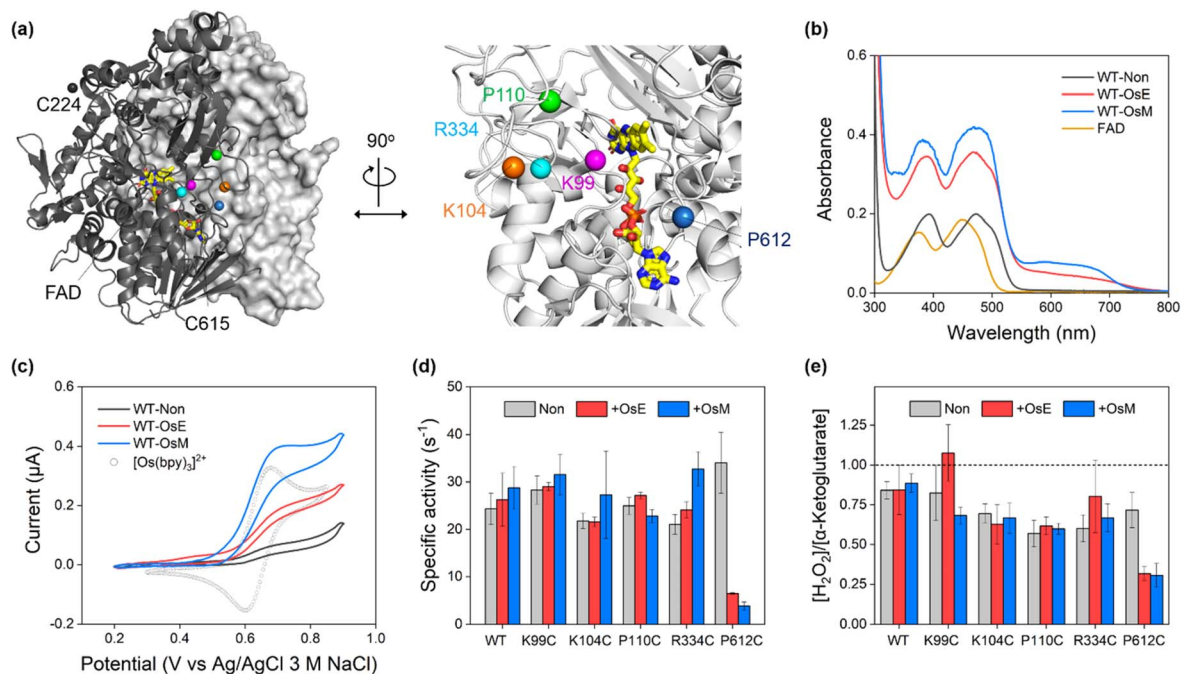 (a)
C224
FAD
C615
90º
P110
R334
K99
K104
P612
(b)
Absorbance
0.6
0.4
0.2
0.0
WT-Non
WT-OsE
WT-OsM
FAD
300 400 500 600 700 800
Wavelength (nm)
(c)
Current (µA)
0.6
0.4
0.2
0.0
-0.2
WT-Non
WT-OsE
WT-OsM
[Os(bpy)₃]²⁺
0.2 0.4 0.6 0.8 1.0
Potential (V vs Ag/AgCl 3 M NaCl)
(d)
Specific activity (s⁻¹)
50
40
30
20
10
0
Non +OsE +OsM
WT K99C K104C P110C R334C P612C
(e)
[H₂O₂]/[α-Ketoglutarate]
1.50
1.25
1.00
0.75
0.50
0.25
0.00
Non +OsE +OsM
WT K99C K104C P110C R334C P612C